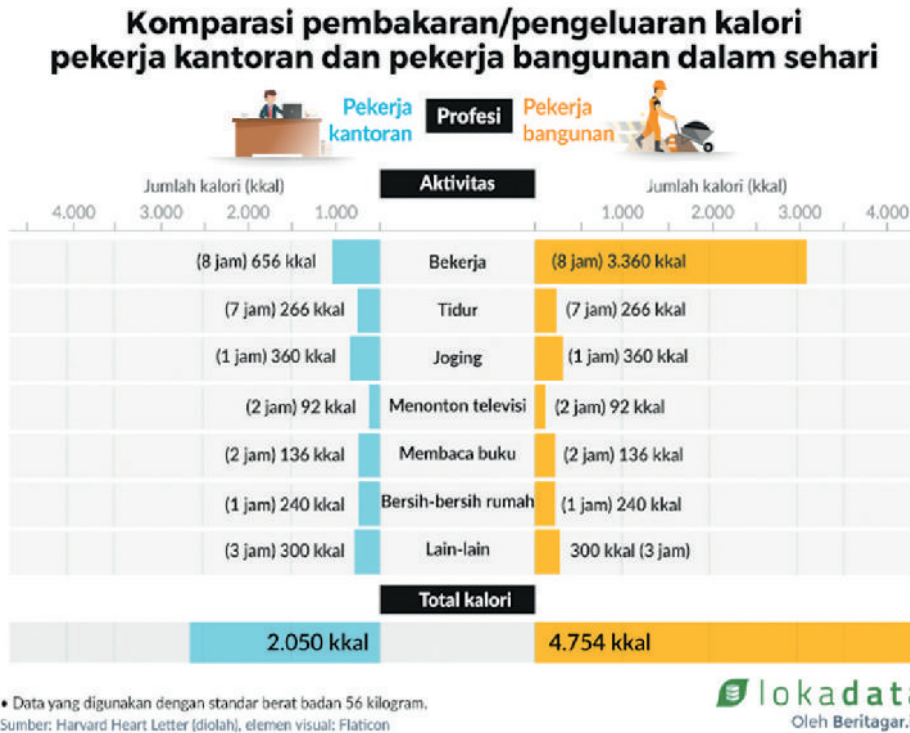 Komparasi pembakaran/pengeluaran kalori
pekerja kantoran dan pekerja bangunan dalam sehari
Pekerja
kantoran
Profesi
Pekerja
bangunan
Jumlah kalori (kkal)
Aktivitas
Jumlah kalori (kkal)
4.000 3.000 2.000 1.000
1.000 2.000 3.000 4.000
(8 jam) 656 kkal Bekerja (8 jam) 3.360 kkal
(7 jam) 266 kkal Tidur (7 jam) 266 kkal
(1 jam) 360 kkal Joging (1 jam) 360 kkal
(2 jam) 92 kkal Menonton televisi (2 jam) 92 kkal
(2 jam) 136 kkal Membaca buku (2 jam) 136 kkal
(1 jam) 240 kkal Bersih-bersih rumah (1 jam) 240 kkal
(3 jam) 300 kkal Lain-lain 300 kkal (3 jam)
Total kalori
2.050 kkal 4.754 kkal
• Data yang digunakan dengan standar berat badan 56 kilogram.
Sumber: Harvard Heart Letter (diolah), elemen visual: Flaticon
lokadata
Oleh Beritagar.